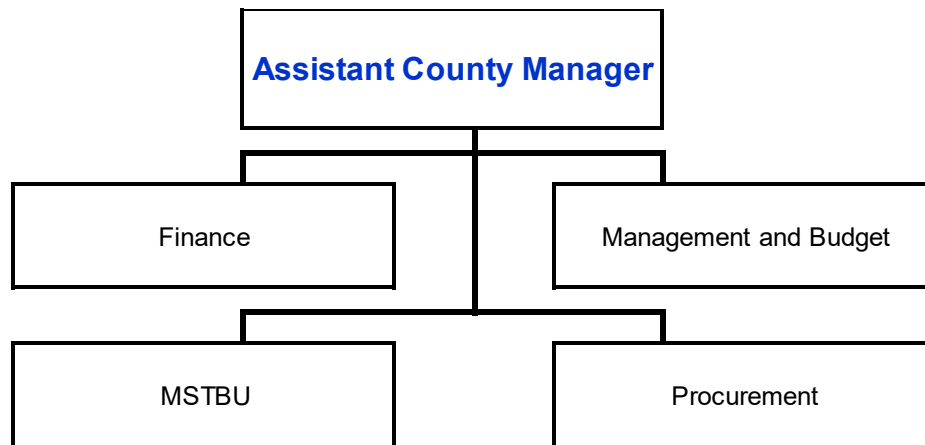 Assistant County Manager
Finance
Management and Budget
MSTBU
Procurement